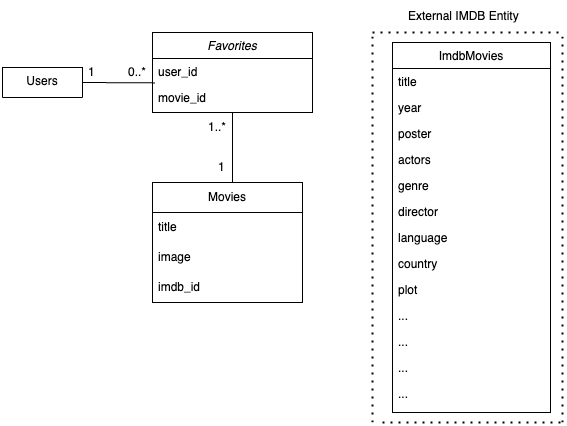 External IMDB Entity
Favorites
user_id
movie_id
Users
1
0..*
1..*
1
Movies
title
image
imdb_id
ImdbMovies
title
year
poster
actors
genre
director
language
country
plot
...
...
...
...